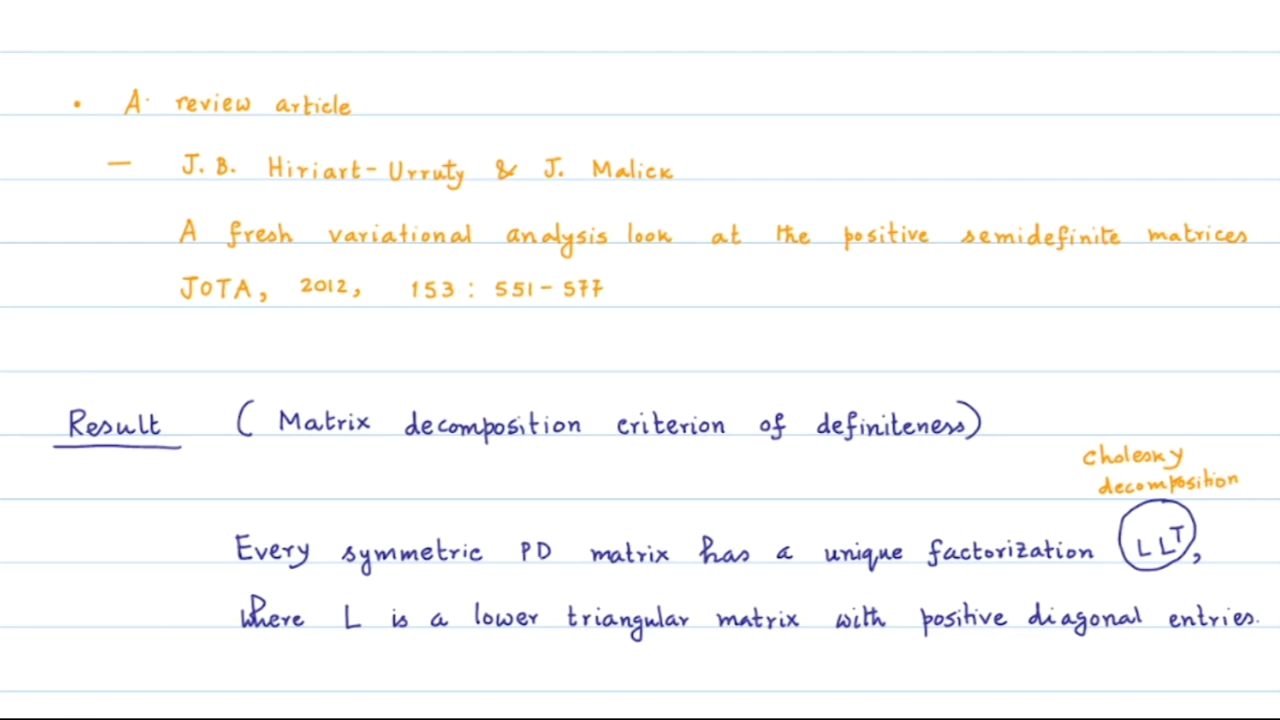 • A review article
— J. B. Hiriart-Urruty & J. Malick
A fresh variational analysis look at the positive semidefinite matrices
JOTA, 2012, 153 : 551-577
Result ( Matrix decomposition criterion of definiteness)
Cholesky
decomposition
Every symmetric PD matrix has a unique factorization L Lᵀ,
where L is a lower triangular matrix with positive diagonal entries.